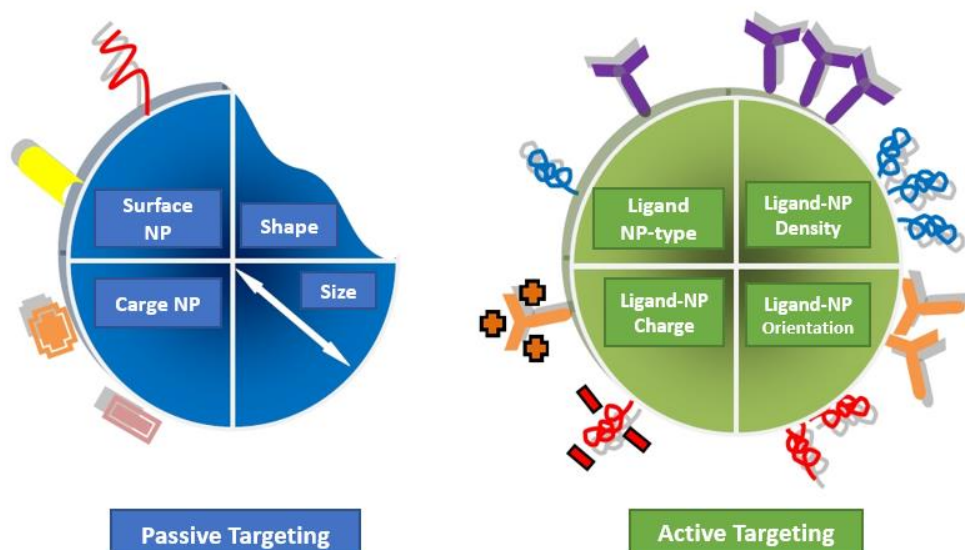 Surface
NP
Shape
Carge NP
Size
Passive Targeting
Ligand
NP-type
Ligand-NP
Density
Ligand-NP
Charge
Ligand-NP
Orientation
Active Targeting